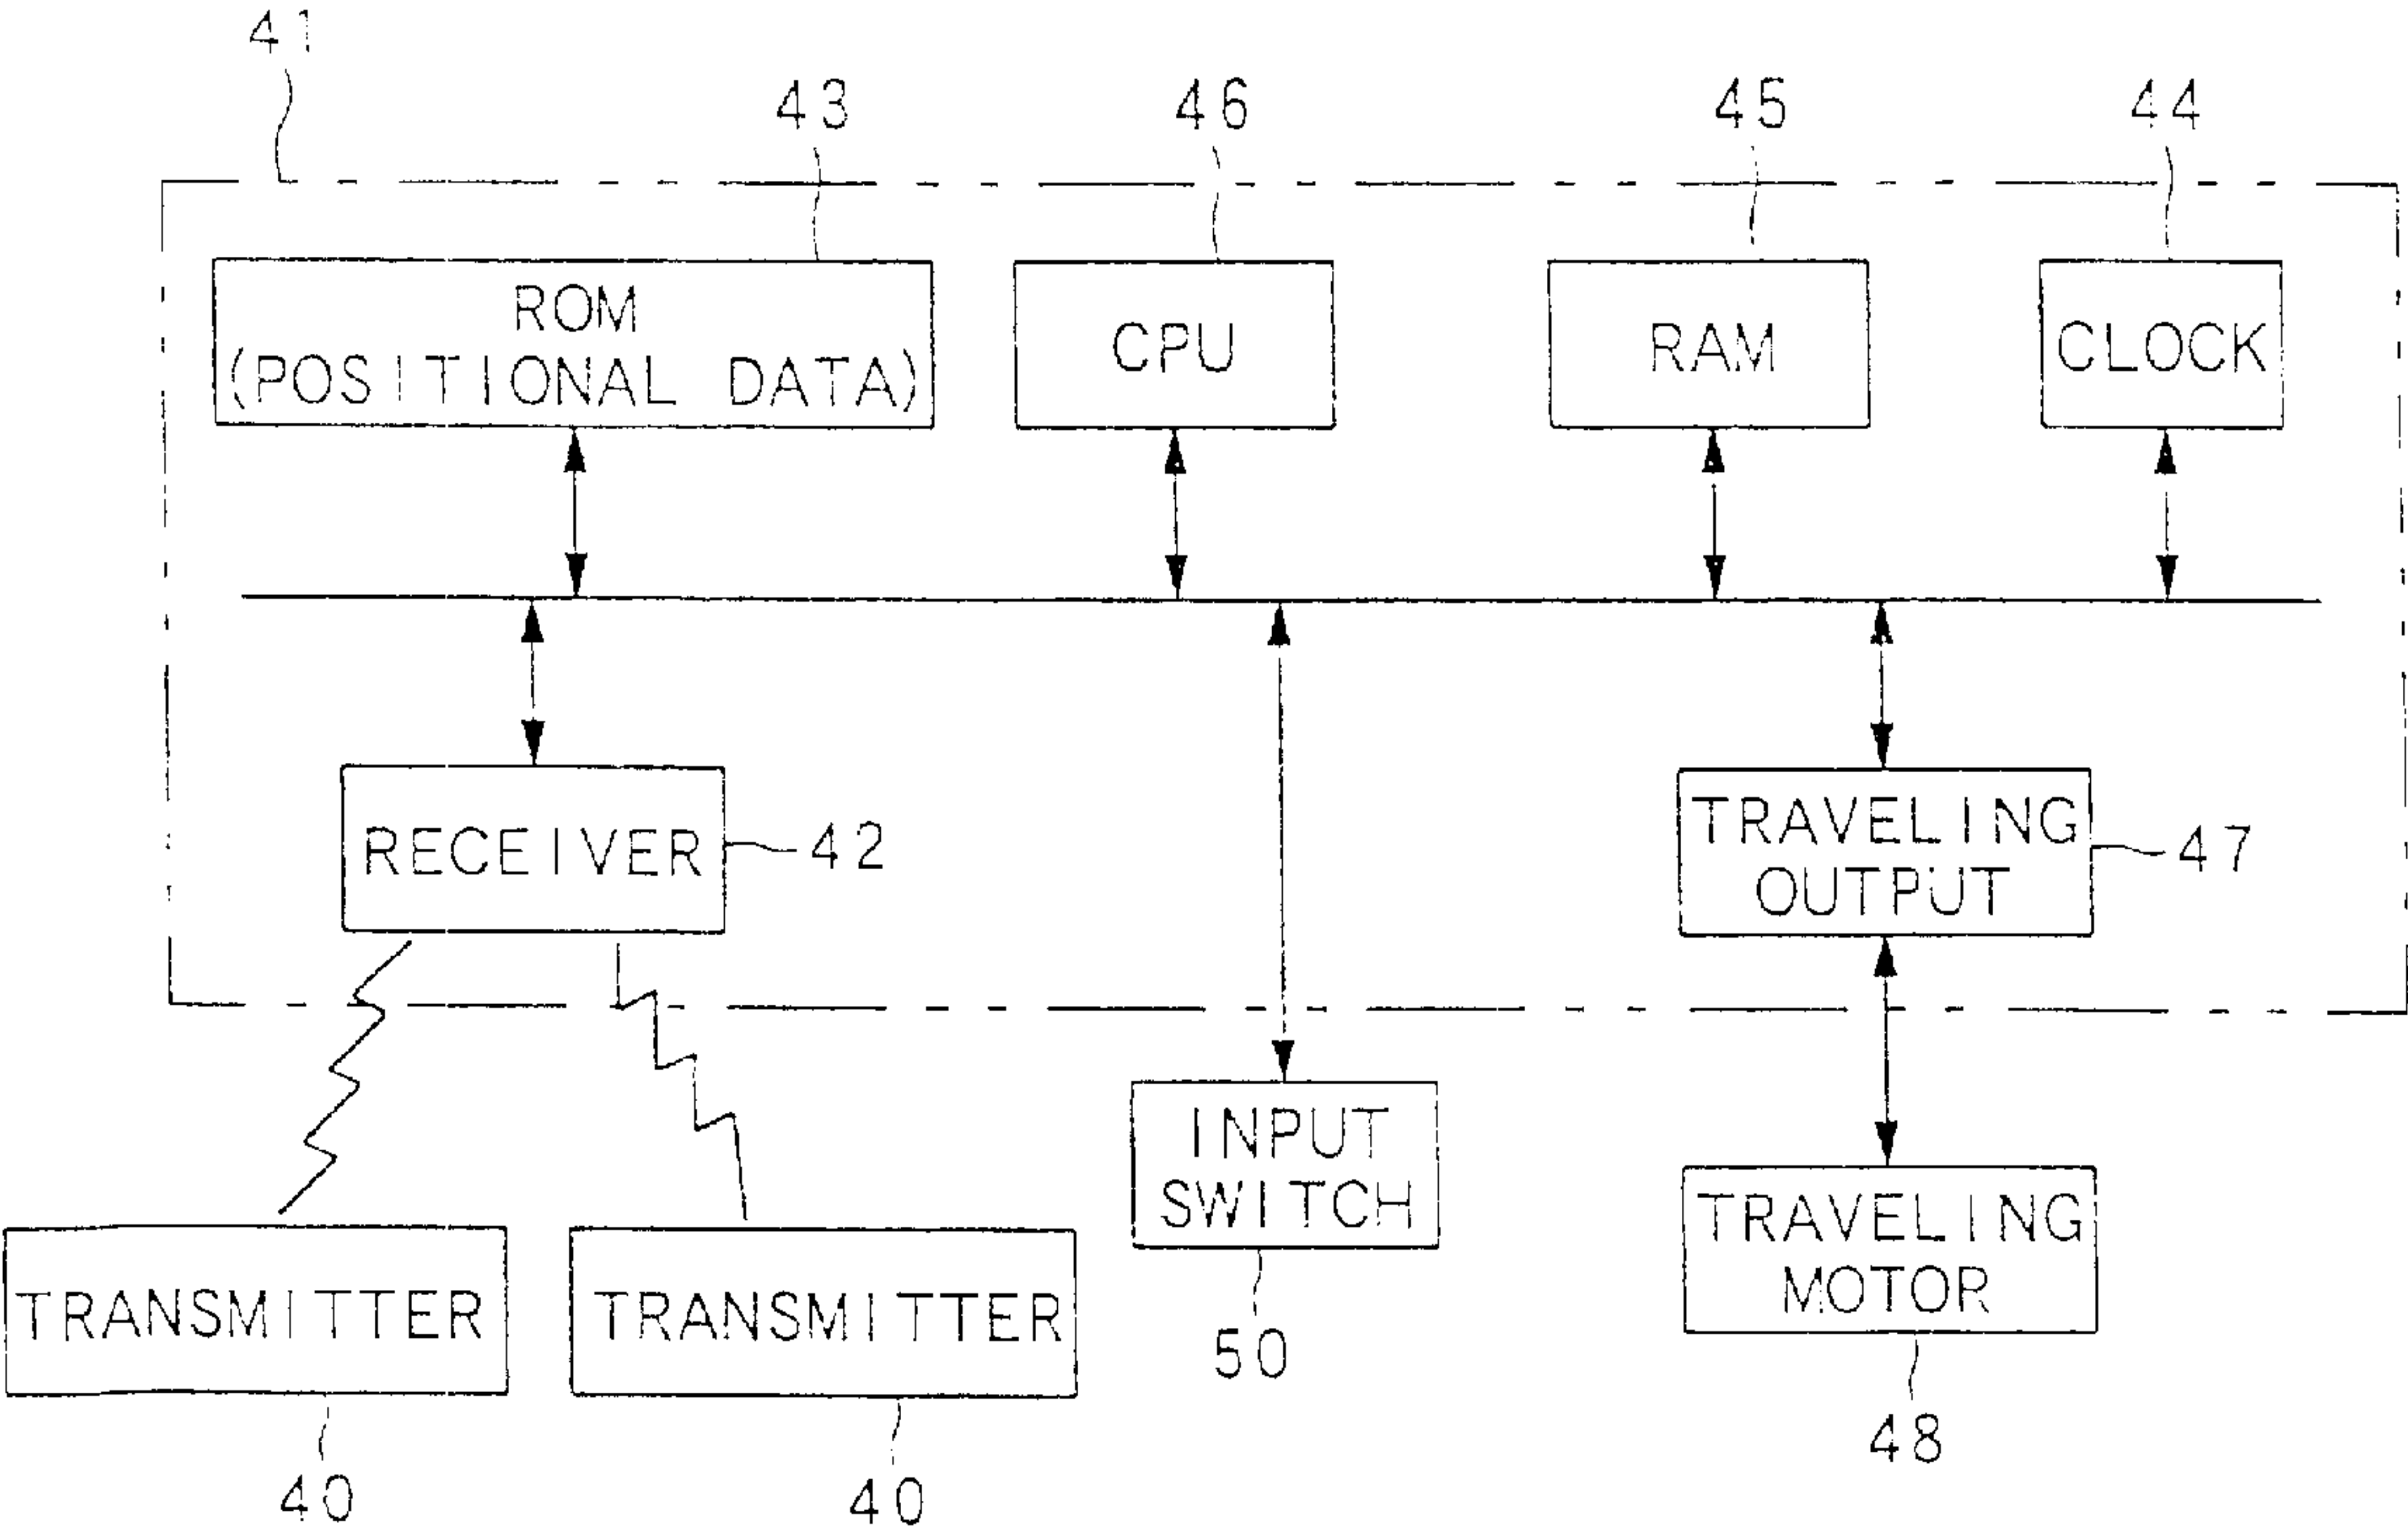 41
43
46
45
44
ROM
(POSITIONAL DATA)
CPU
RAM
CLOCK
RECEIVER
42
TRAVELING
OUTPUT
47
INPUT
SWITCH
50
TRAVELING
MOTOR
48
TRANSMITTER
TRANSMITTER
40
40